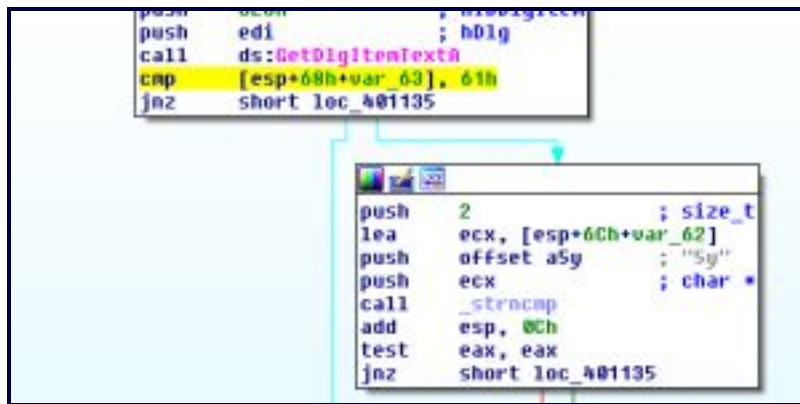 push edi ; hDlg
call ds:GetDlgItemTextA
cmp [esp+68h+var_63], 61h
jnz short loc_401135
push 2 ; size_t
lea ecx, [esp+6Ch+var_62]
push offset a5y ; "5y"
push ecx ; char *
call _strncmp
add esp, 0Ch
test eax, eax
jnz short loc_401135